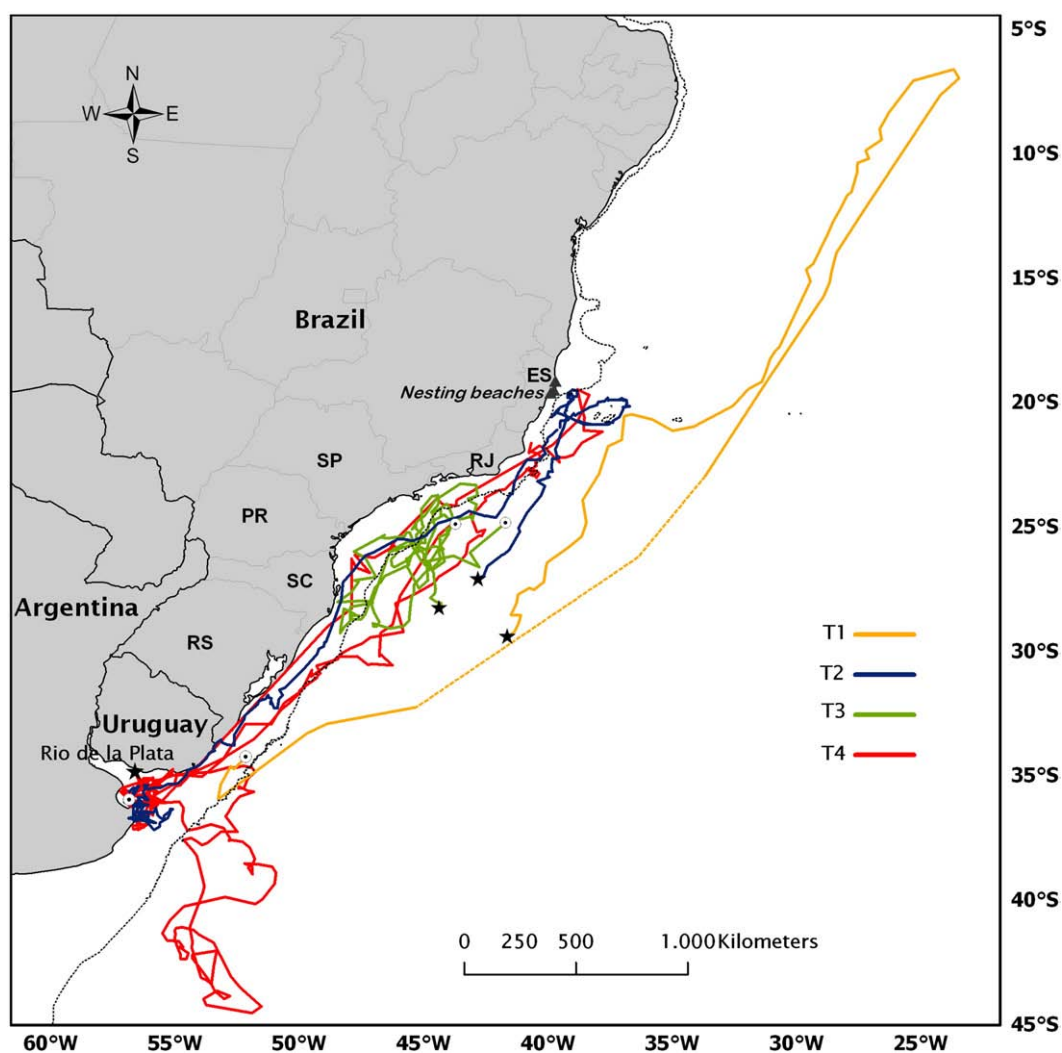 5°S
N
W E
S
10°S
15°S
Brazil
ES
Nesting beaches
20°S
RJ
SP
PR
25°S
SC
Argentina
RS
30°S
T1
T2
Uruguay
T3
Rio de la Plata
T4
35°S
40°S
0 250 500 1.000Kilometers
45°S
60°W 55°W 50°W 45°W 40°W 35°W 30°W 25°W